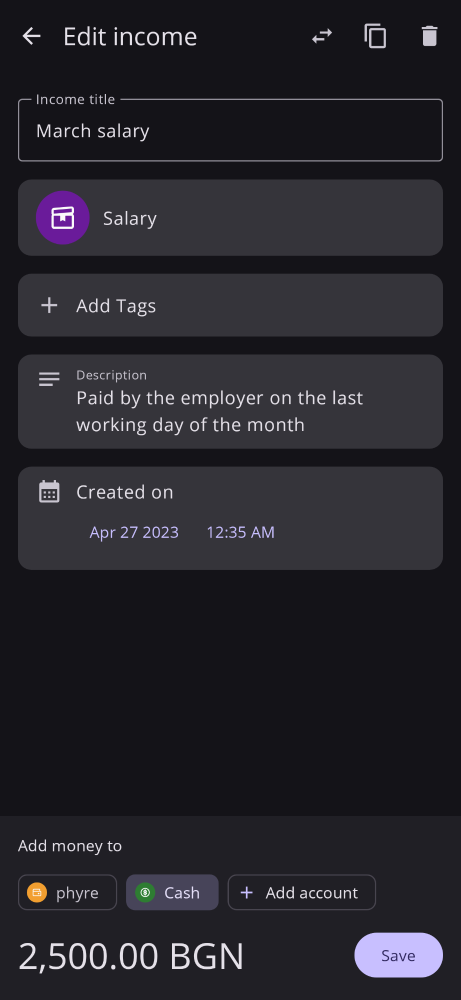 Edit income
Income title
March salary
Salary
Add Tags
Description
Paid by the employer on the last
working day of the month
Created on
Apr 27 2023 12:35 AM
Add money to
phyre Cash Add account
2,500.00 BGN Save